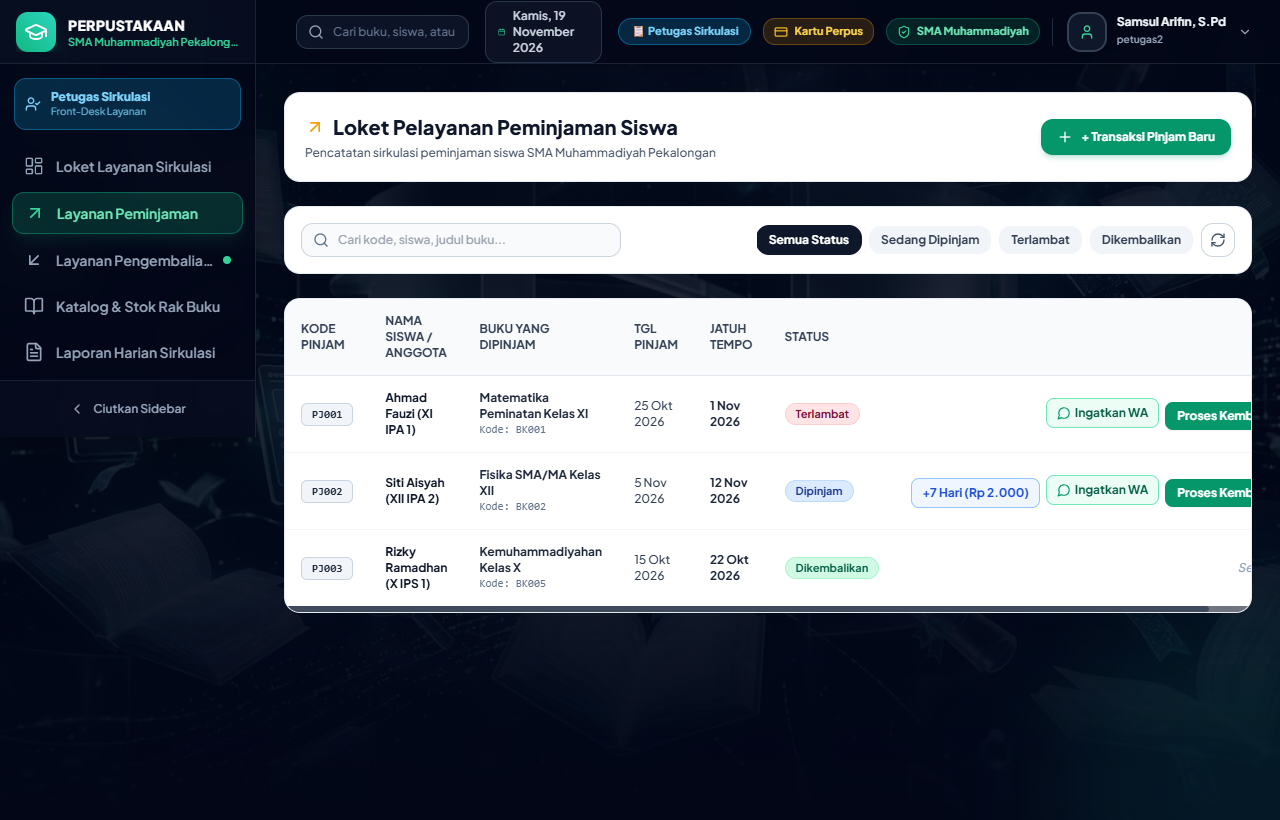 PERPUSTAKAAN
SMA Muhammadiyah Pekalong...
Cari buku, siswa, atau
Kamis, 19
November
2026
Petugas Sirkulasi
Kartu Perpus
SMA Muhammadiyah
Samsul Arifin, S.Pd
petugas2
Petugas Sirkulasi
Front-Desk Layanan
Loket Layanan Sirkulasi
Layanan Peminjaman
Layanan Pengembalia...
Katalog & Stok Rak Buku
Laporan Harian Sirkulasi
Ciutkan Sidebar
Loket Pelayanan Peminjaman Siswa
Pencatatan sirkulasi peminjaman siswa SMA Muhammadiyah Pekalongan
+ Transaksi Pinjam Baru
Cari kode, siswa, judul buku...
Semua Status
Sedang Dipinjam
Terlambat
Dikembalikan
KODE
PINJAM
NAMA
SISWA /
ANGGOTA
BUKU YANG
DIPINJAM
TGL
PINJAM
JATUH
TEMPO
STATUS
PJ001
Ahmad
Fauzi (XI
IPA 1)
Matematika
Peminatan Kelas XI
Kode: BK001
25 Okt
2026
1 Nov
2026
Terlambat
Ingatkan WA
Proses Kemb
PJ002
Siti Aisyah
(XII IPA 2)
Fisika SMA/MA Kelas
XII
Kode: BK002
5 Nov
2026
12 Nov
2026
Dipinjam
+7 Hari (Rp 2.000)
Ingatkan WA
Proses Kemb
PJ003
Rizky
Ramadhan
(X IPS 1)
Kemuhammadiyahan
Kelas X
Kode: BK005
15 Okt
2026
22 Okt
2026
Dikembalikan
Se